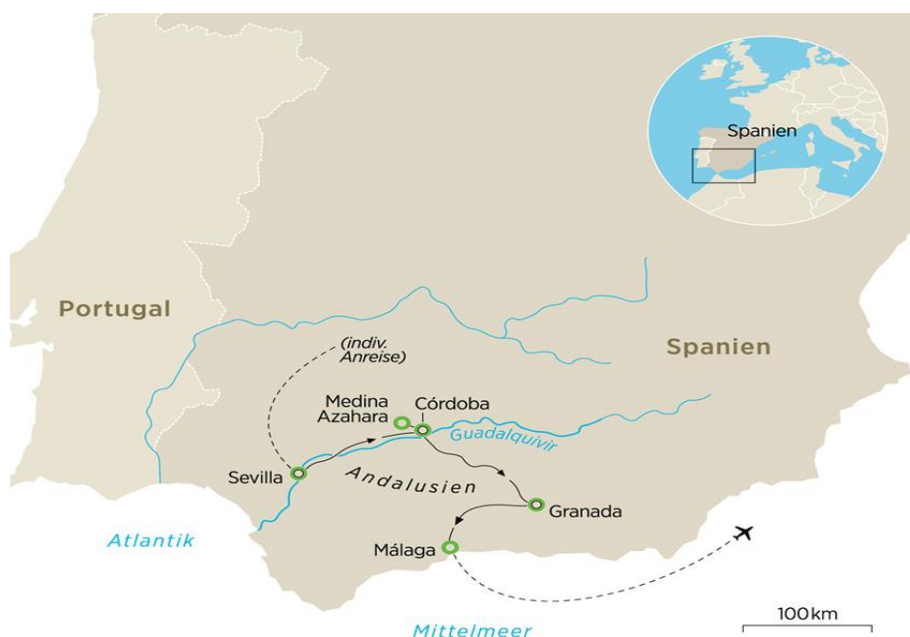 Spanien
Portugal
Spanien
(indiv.
Anreise)
Medina
Azahara
Córdoba
Guadalquivir
Sevilla
Andalusien
Granada
Atlantik
Málaga
100 km
Mittelmeer